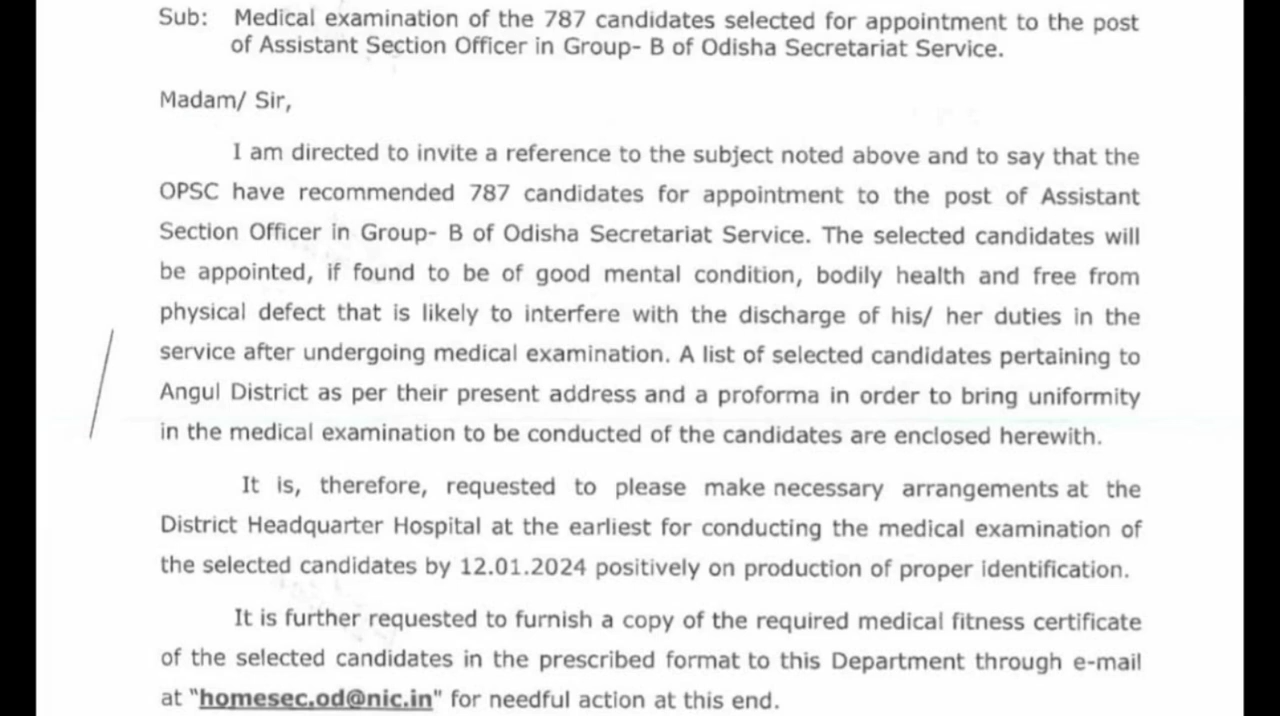 Sub: Medical examination of the 787 candidates selected for appointment to the post
of Assistant Section Officer in Group- B of Odisha Secretariat Service.
Madam/ Sir,
I am directed to invite a reference to the subject noted above and to say that the
OPSC have recommended 787 candidates for appointment to the post of Assistant
Section Officer in Group- B of Odisha Secretariat Service. The selected candidates will
be appointed, if found to be of good mental condition, bodily health and free from
physical defect that is likely to interfere with the discharge of his/ her duties in the
service after undergoing medical examination. A list of selected candidates pertaining to
Angul District as per their present address and a proforma in order to bring uniformity
in the medical examination to be conducted of the candidates are enclosed herewith.
It is, therefore, requested to please make necessary arrangements at the
District Headquarter Hospital at the earliest for conducting the medical examination of
the selected candidates by 12.01.2024 positively on production of proper identification.
It is further requested to furnish a copy of the required medical fitness certificate
of the selected candidates in the prescribed format to this Department through e-mail
at "homesec.od@nic.in" for needful action at this end.